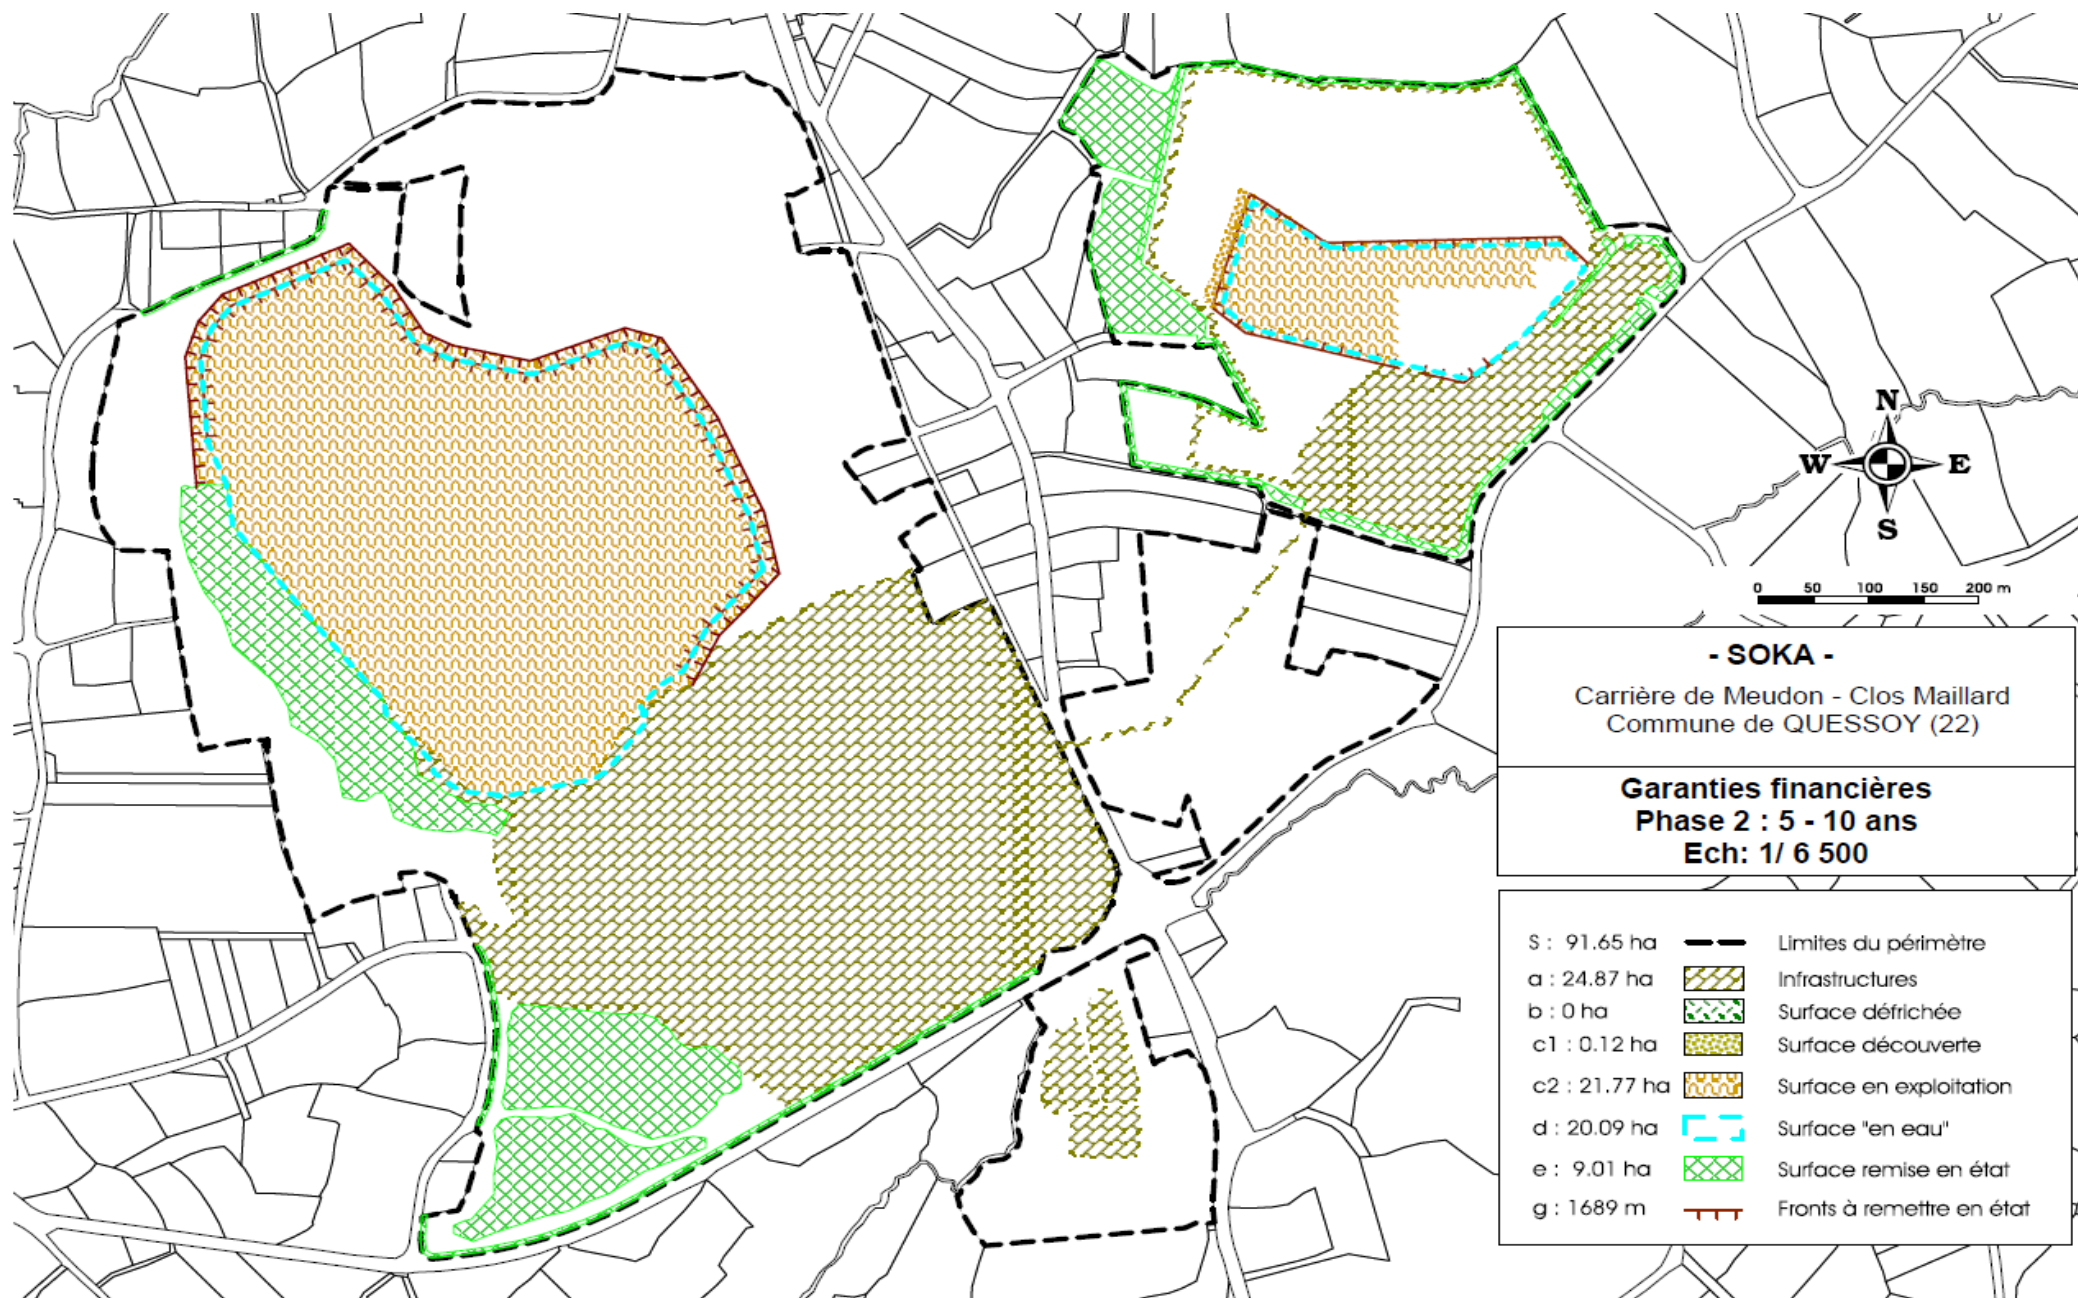 N
W
E
S
0 50 100 150 200 m
- SOKA -
Carrière de Meudon - Clos Maillard
Commune de QUESSOY (22)
Garanties financières
Phase 2 : 5 - 10 ans
Ech: 1/ 6 500
S : 91.65 ha Limites du périmètre
a : 24.87 ha Infrastructures
b : 0 ha Surface défrichée
c1 : 0.12 ha Surface découverte
c2 : 21.77 ha Surface en exploitation
d : 20.09 ha Surface "en eau"
e : 9.01 ha Surface remise en état
g : 1689 m Fronts à remettre en état